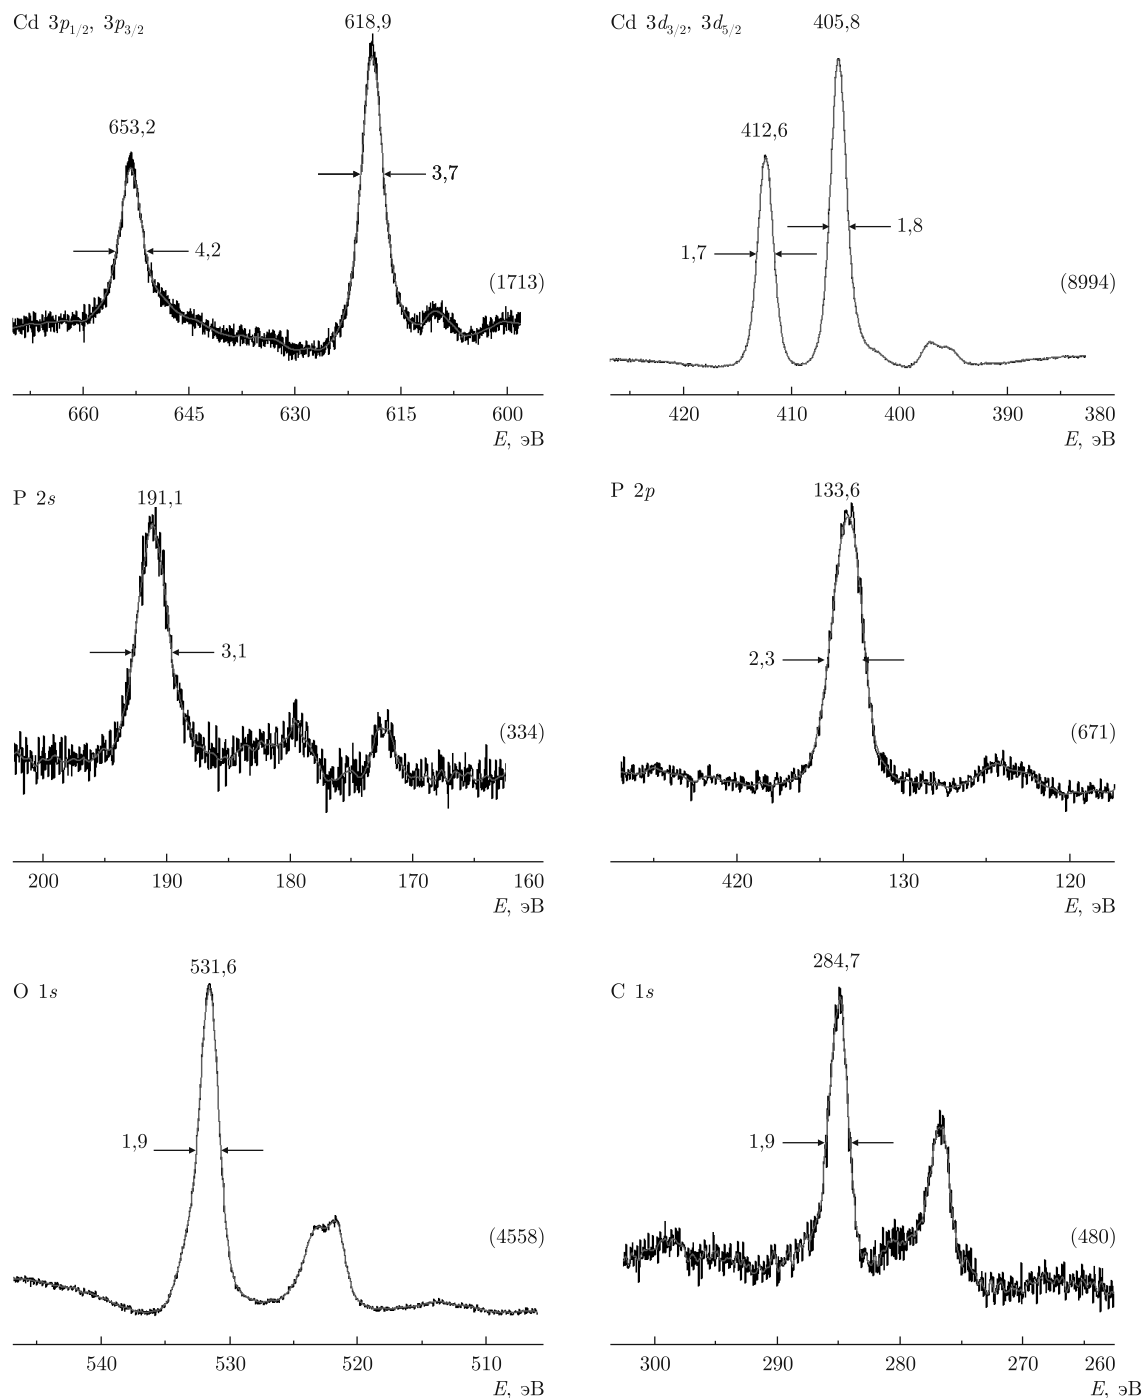 Cd 3p1/2, 3p3/2
618,9
653,2
3,7
4,2
(1713)
660 645 630 615 600
E, эВ
Cd 3d3/2, 3d5/2
405,8
412,6
1,8
1,7
(8994)
420 410 400 390 380
E, эВ
P 2s
191,1
3,1
(334)
200 190 180 170 160
E, эВ
P 2p
133,6
2,3
(671)
420 130 120
E, эВ
O 1s
531,6
1,9
(4558)
540 530 520 510
E, эВ
C 1s
284,7
1,9
(480)
300 290 280 270 260
E, эВ